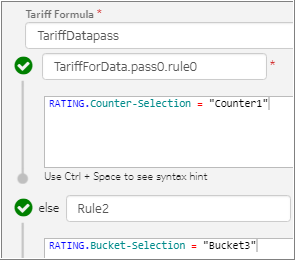 Tariff Formula *
TariffDatapass
TariffForData.pass0.rule0 *
RATING.Counter-Selection = "Counter1"
Use Ctrl + Space to see syntax hint
else Rule2
RATING.Bucket-Selection = "Bucket3"